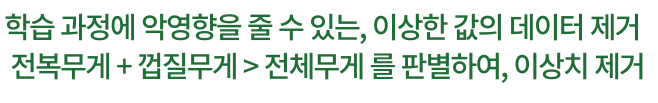 학습 과정에 악영향을 줄 수 있는, 이상한 값의 데이터 제거
전복무게 + 껍질무게 > 전체무게 를 판별하여, 이상치 제거